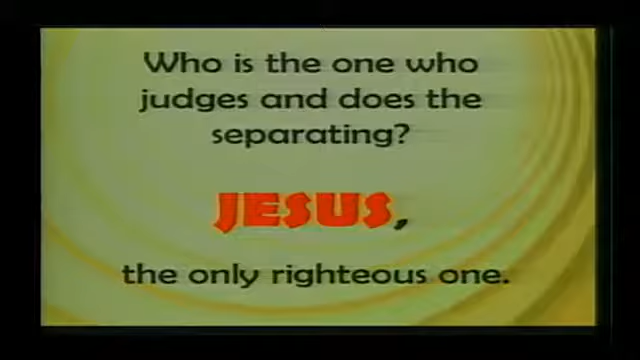 Who is the one who
judges and does the
separating?
JESUS,
the only righteous one.